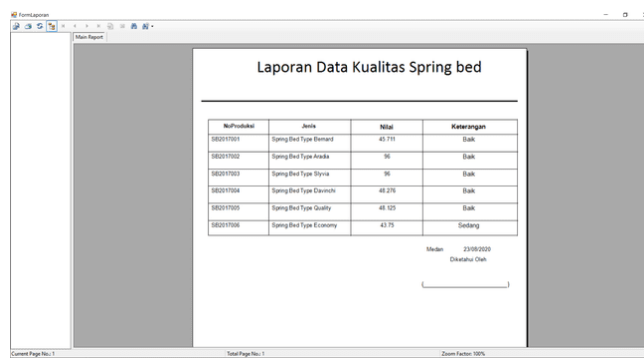 FormLaporan
Main Report
Laporan Data Kualitas Spring bed
NoProduksi Jenis Nilai Keterangan
SB2017001 Spring Bed Type Bernard 45.711 Baik
SB2017002 Spring Bed Type Aradia 96 Baik
SB2017003 Spring Bed Type Slyvia 96 Baik
SB2017004 Spring Bed Type Davinchi 48.276 Baik
SB2017005 Spring Bed Type Quality 48.125 Baik
SB2017006 Spring Bed Type Economy 43.75 Sedang
Medan 23/08/2020
Diketahui Oleh
(____________________)
Current Page No.: 1 Total Page No.: 1 Zoom Factor: 100%